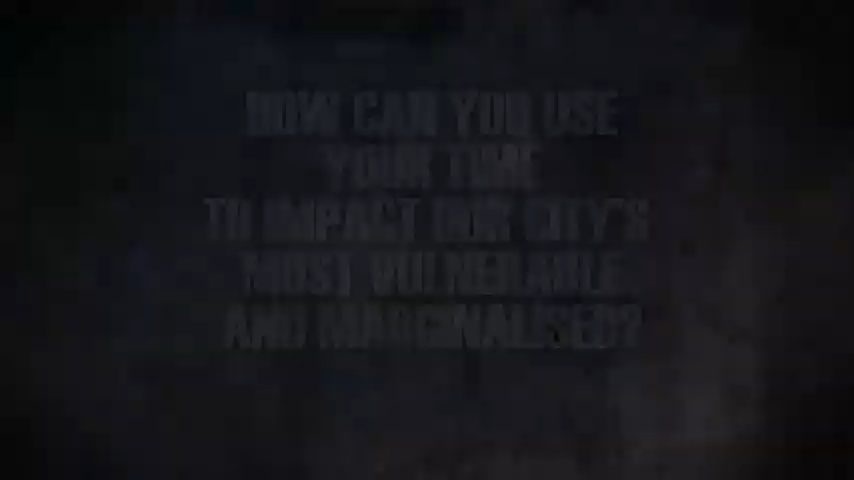 HOW CAN YOU USE
YOUR TIME
TO IMPACT OUR CITY'S
MOST VULNERABLE
AND MARGINALISED?